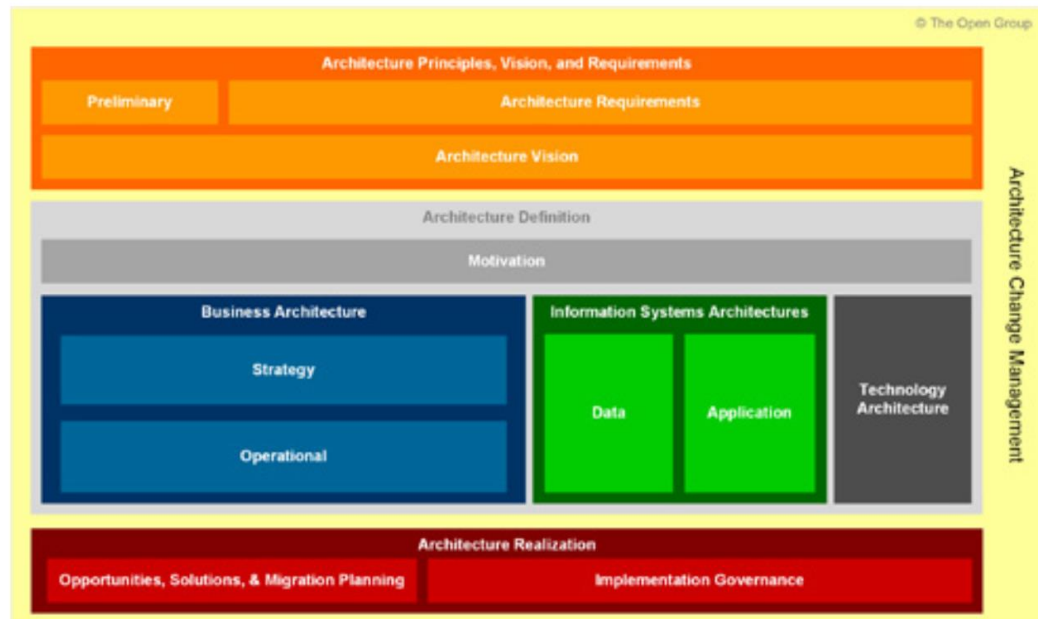 © The Open Group
Architecture Principles, Vision, and Requirements
Preliminary
Architecture Requirements
Architecture Vision
Architecture Definition
Motivation
Business Architecture
Strategy
Operational
Information Systems Architectures
Data
Application
Technology
Architecture
Architecture Realization
Opportunities, Solutions, & Migration Planning
Implementation Governance
Architecture Change Management